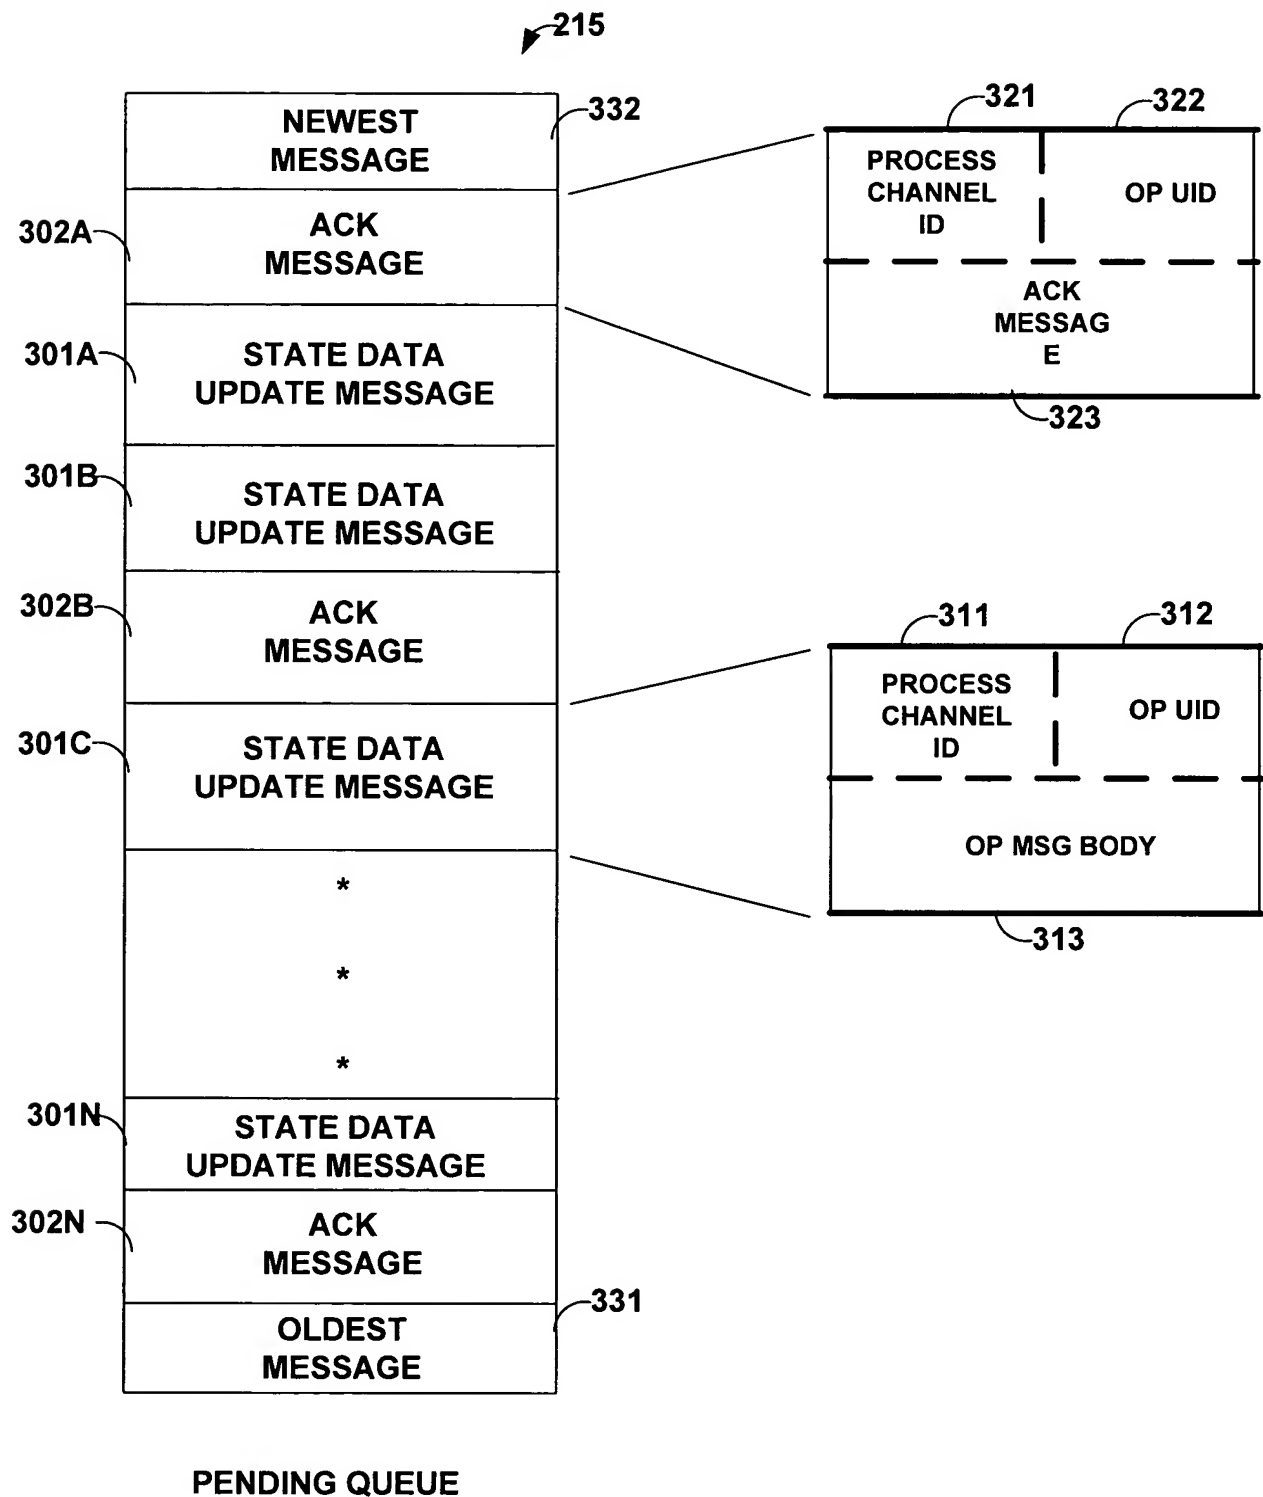 215
NEWEST
MESSAGE
332
302A
ACK
MESSAGE
301A
STATE DATA
UPDATE MESSAGE
301B
STATE DATA
UPDATE MESSAGE
302B
ACK
MESSAGE
301C
STATE DATA
UPDATE MESSAGE
*
*
*
301N
STATE DATA
UPDATE MESSAGE
302N
ACK
MESSAGE
331
OLDEST
MESSAGE
321
322
PROCESS
CHANNEL
ID
OP UID
ACK
MESSAG
E
323
311
312
PROCESS
CHANNEL
ID
OP UID
OP MSG BODY
313
PENDING QUEUE